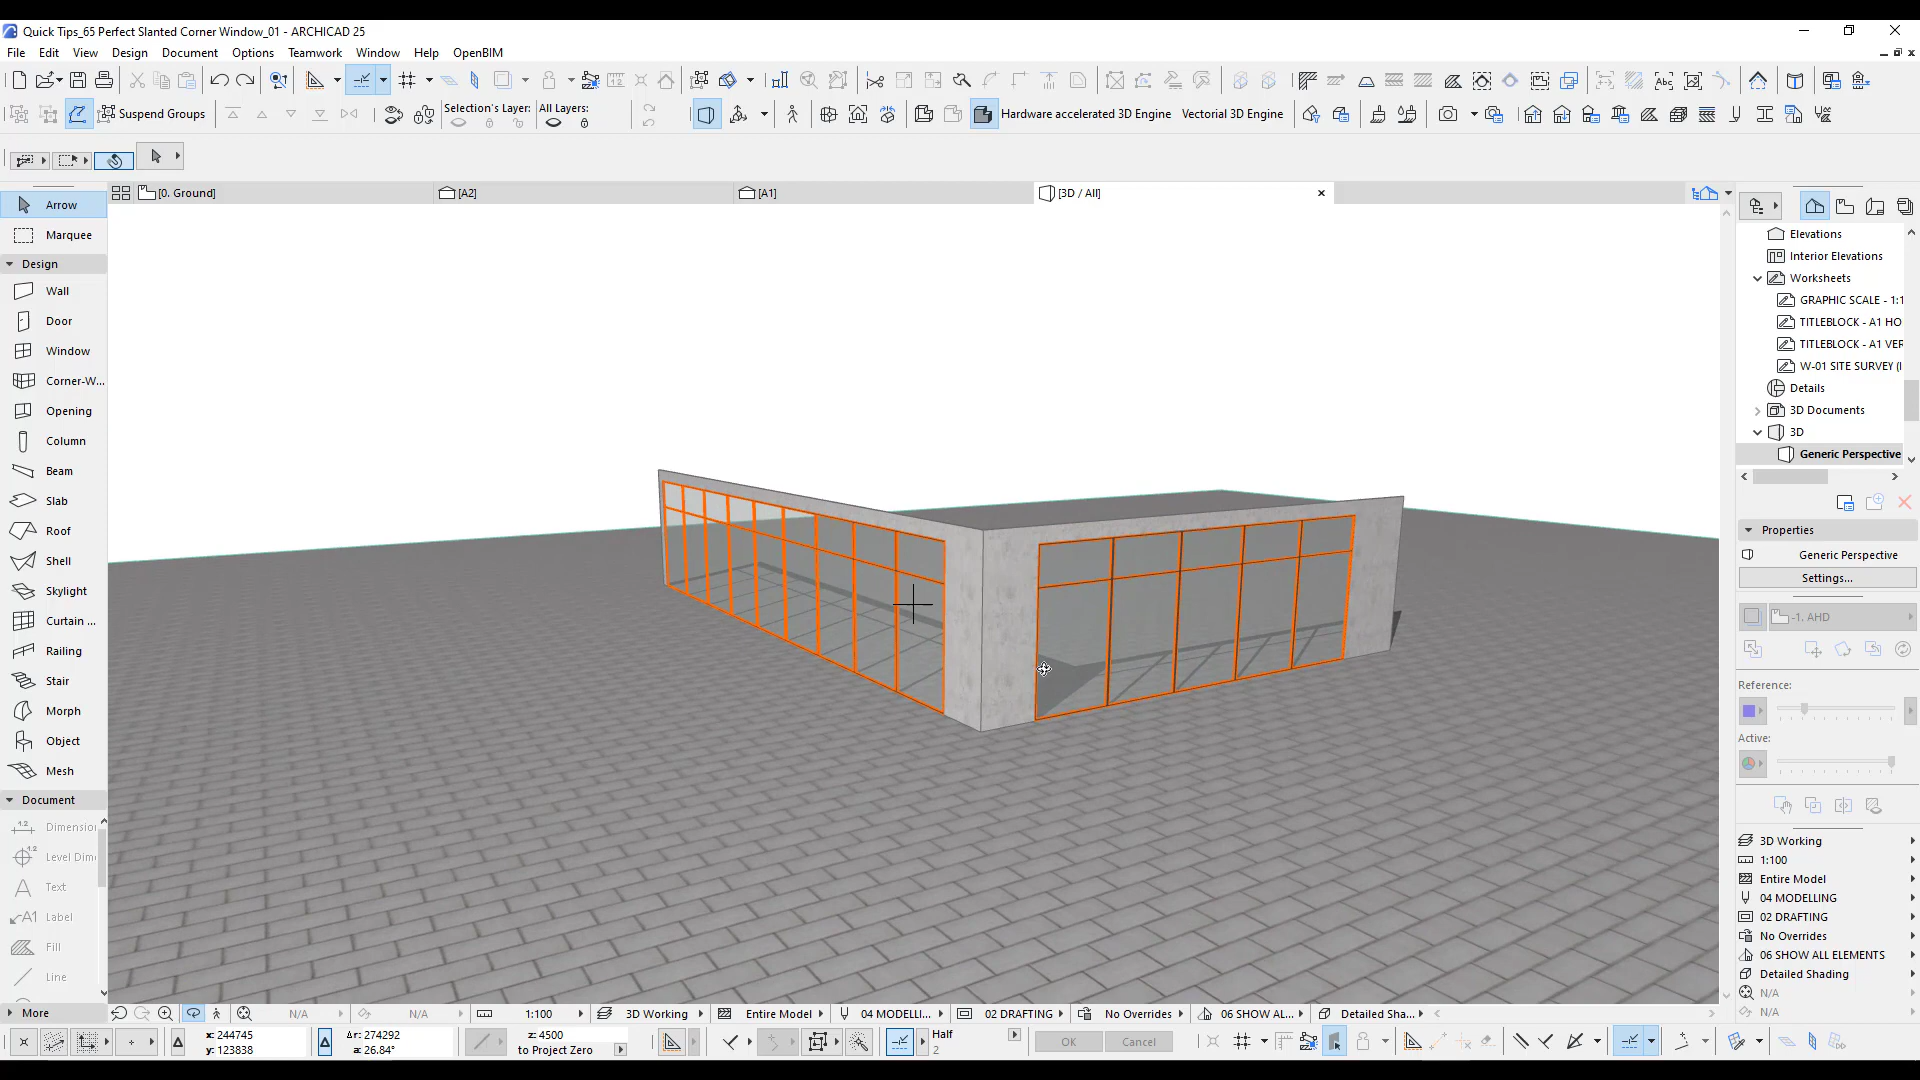 Quick Tips_65 Perfect Slanted Corner Window_01 - ARCHICAD 25
File Edit View Design Document Options Teamwork Window Help OpenBIM
Suspend Groups
Selection's Layer: All Layers:
Hardware accelerated 3D Engine Vectorial 3D Engine
[0. Ground] [A2] [A1] [3D / All]
Arrow
Marquee
Design
Wall
Door
Window
Corner-W...
Opening
Column
Beam
Slab
Roof
Shell
Skylight
Curtain ...
Railing
Stair
Morph
Object
Mesh
Document
Dimension
Level Dim
Text
Label
Fill
Line
More
Elevations
Interior Elevations
Worksheets
GRAPHIC SCALE - 1:1
TITLEBLOCK - A1 HO
TITLEBLOCK - A1 VER
W-01 SITE SURVEY (I
Details
3D Documents
3D
Generic Perspective
Properties
Generic Perspective
Settings...
-1. AHD
Reference:
Active:
3D Working
1:100
Entire Model
04 MODELLING
02 DRAFTING
No Overrides
06 SHOW ALL ELEMENTS
Detailed Shading
N/A
N/A
N/A N/A 1:100 3D Working Entire Model 04 MODELLI... 02 DRAFTING No Overrides 06 SHOW AL... Detailed Sha...
x: 244745 Δr: 274292 z: 4500 Half
y: 123838 a: 26.84° to Project Zero 2
OK Cancel